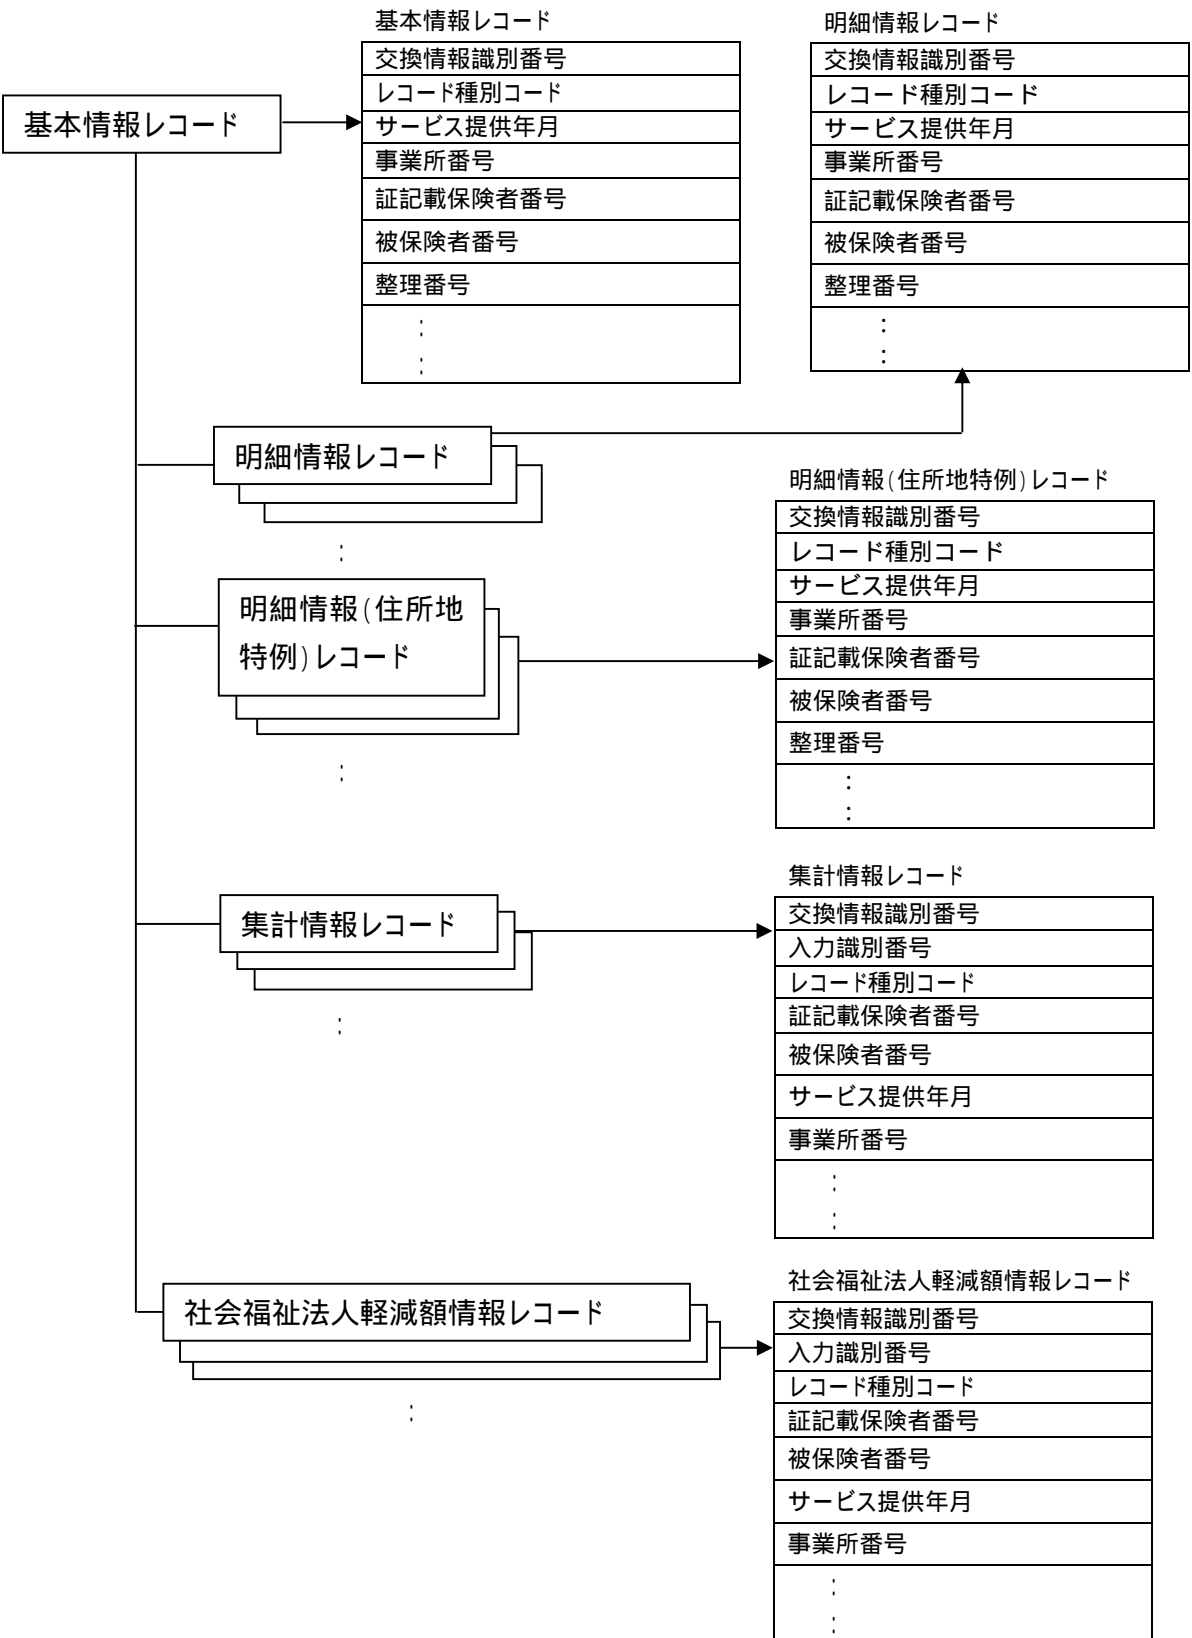 基本情報レコード
基本情報レコード
交換情報識別番号
レコード種別コード
サービス提供年月
事業所番号
証記載保険者番号
被保険者番号
整理番号
:
:
明細情報レコード
交換情報識別番号
レコード種別コード
サービス提供年月
事業所番号
証記載保険者番号
被保険者番号
整理番号
:
:
明細情報レコード
:
明細情報(住所地
特例)レコード
:
明細情報(住所地特例)レコード
交換情報識別番号
レコード種別コード
サービス提供年月
事業所番号
証記載保険者番号
被保険者番号
整理番号
:
:
集計情報レコード
:
集計情報レコード
交換情報識別番号
入力識別番号
レコード種別コード
証記載保険者番号
被保険者番号
サービス提供年月
事業所番号
:
:
社会福祉法人軽減額情報レコード
:
社会福祉法人軽減額情報レコード
交換情報識別番号
入力識別番号
レコード種別コード
証記載保険者番号
被保険者番号
サービス提供年月
事業所番号
:
: